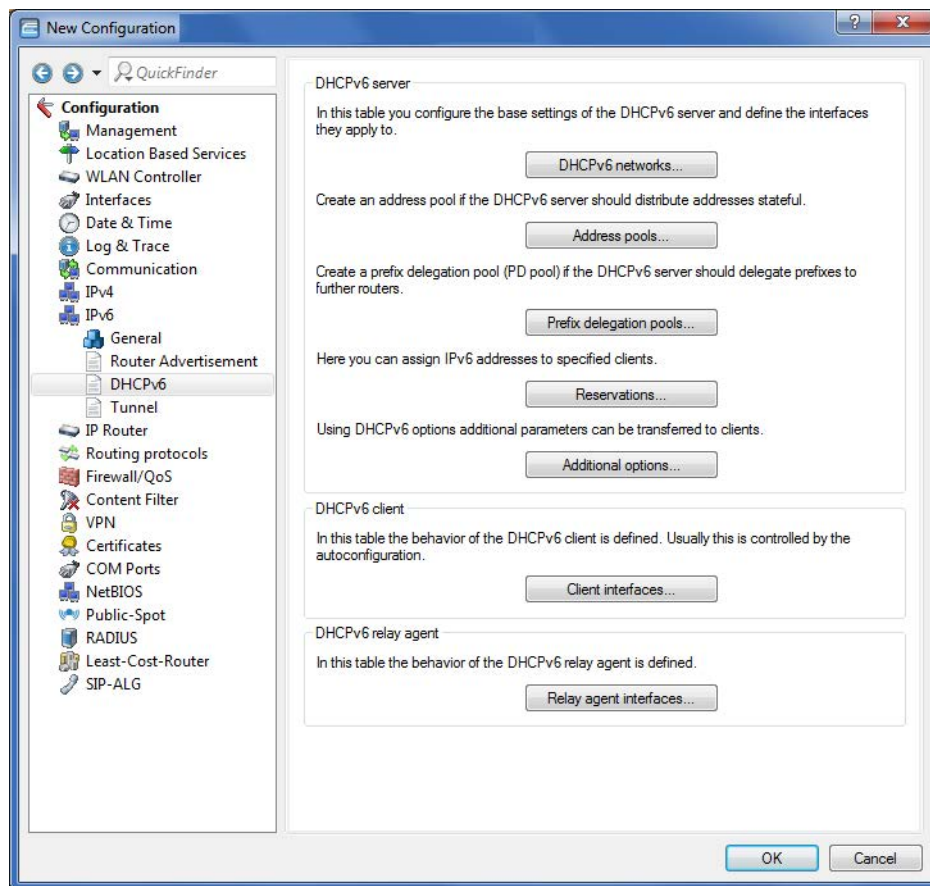 New Configuration
QuickFinder
Configuration
Management
Location Based Services
WLAN Controller
Interfaces
Date & Time
Log & Trace
Communication
IPv4
IPv6
General
Router Advertisement
DHCPv6
Tunnel
IP Router
Routing protocols
Firewall/QoS
Content Filter
VPN
Certificates
COM Ports
NetBIOS
Public-Spot
RADIUS
Least-Cost-Router
SIP-ALG
DHCPv6 server
In this table you configure the base settings of the DHCPv6 server and define the interfaces
they apply to.
DHCPv6 networks...
Create an address pool if the DHCPv6 server should distribute addresses stateful.
Address pools...
Create a prefix delegation pool (PD pool) if the DHCPv6 server should delegate prefixes to
further routers.
Prefix delegation pools...
Here you can assign IPv6 addresses to specified clients.
Reservations...
Using DHCPv6 options additional parameters can be transferred to clients.
Additional options...
DHCPv6 client
In this table the behavior of the DHCPv6 client is defined. Usually this is controlled by the
autoconfiguration.
Client interfaces...
DHCPv6 relay agent
In this table the behavior of the DHCPv6 relay agent is defined.
Relay agent interfaces...
OK
Cancel